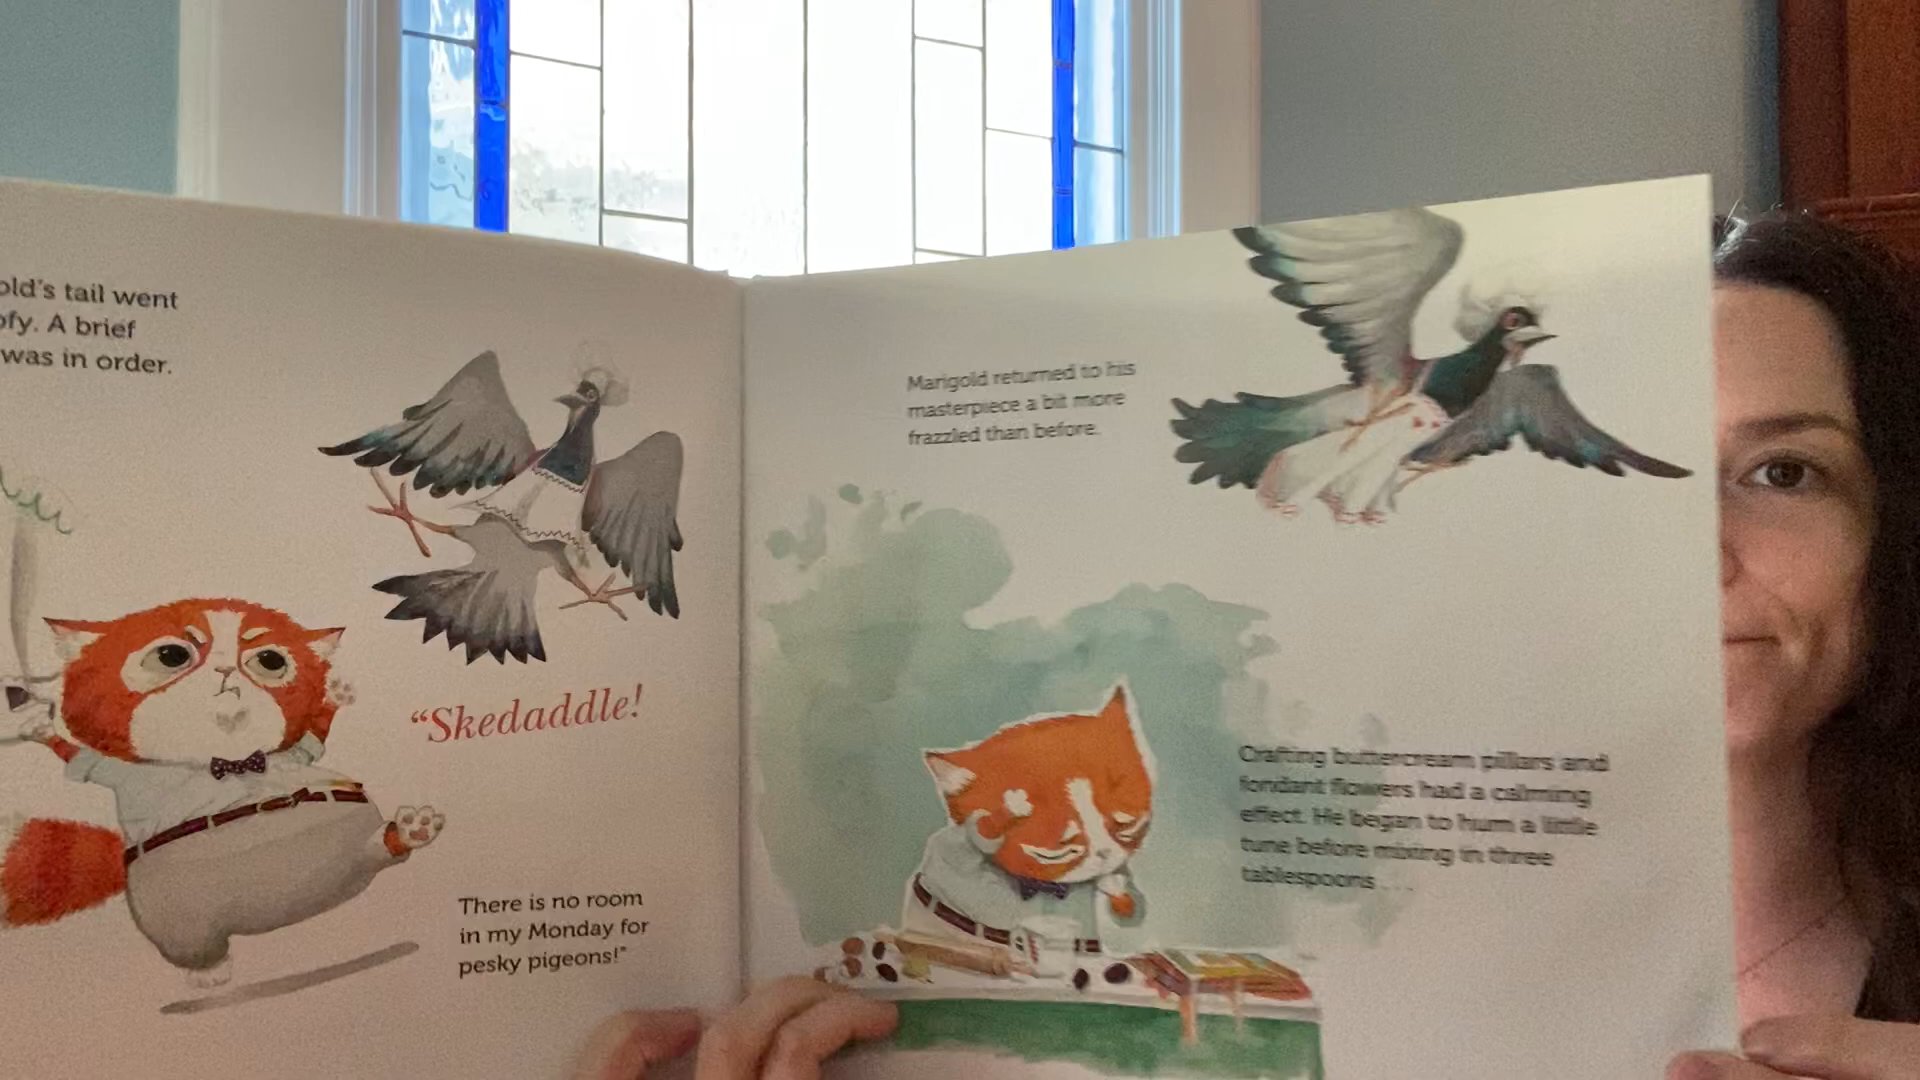 old's tail went
ofy. A brief
was in order.
"Skedaddle!
There is no room
in my Monday for
pesky pigeons!"
Marigold returned to his
masterpiece a bit more
frazzled than before.
Crafting buttercream pillars and
fondant flowers had a calming
effect. He began to hum a little
tune before mixing in three
tablespoons . . .